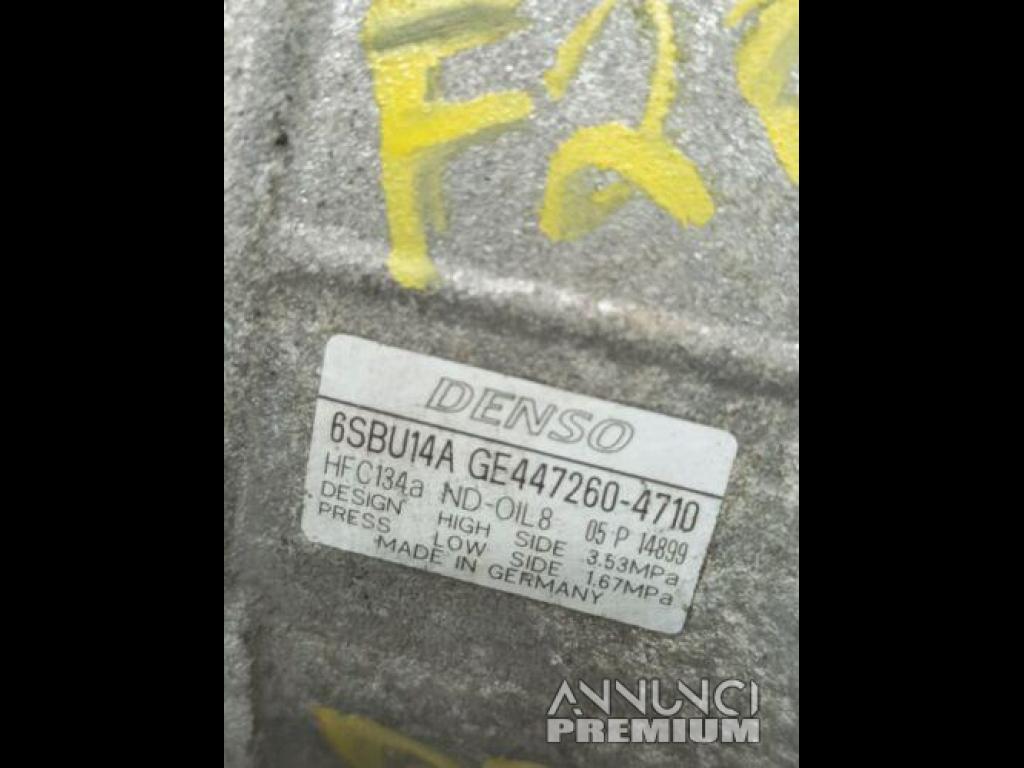 F2
DENSO
6SBU14A GE447260-4710
HFC134a ND-OIL8 05 P 14899
DESIGN HIGH SIDE 3.53MPa
PRESS LOW SIDE 1.67MPa
MADE IN GERMANY
ANNUNCI
PREMIUM